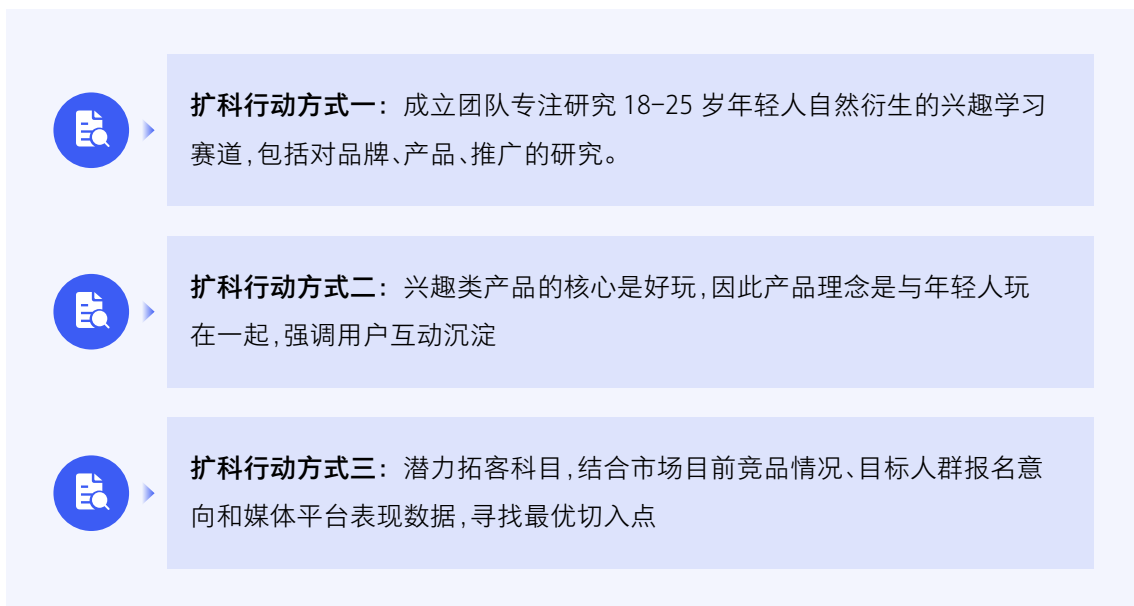 扩科行动方式一：成立团队专注研究 18-25 岁年轻人自然衍生的兴趣学习
赛道,包括对品牌、产品、推广的研究。
扩科行动方式二：兴趣类产品的核心是好玩,因此产品理念是与年轻人玩
在一起,强调用户互动沉淀
扩科行动方式三：潜力拓客科目,结合市场目前竞品情况、目标人群报名意
向和媒体平台表现数据,寻找最优切入点